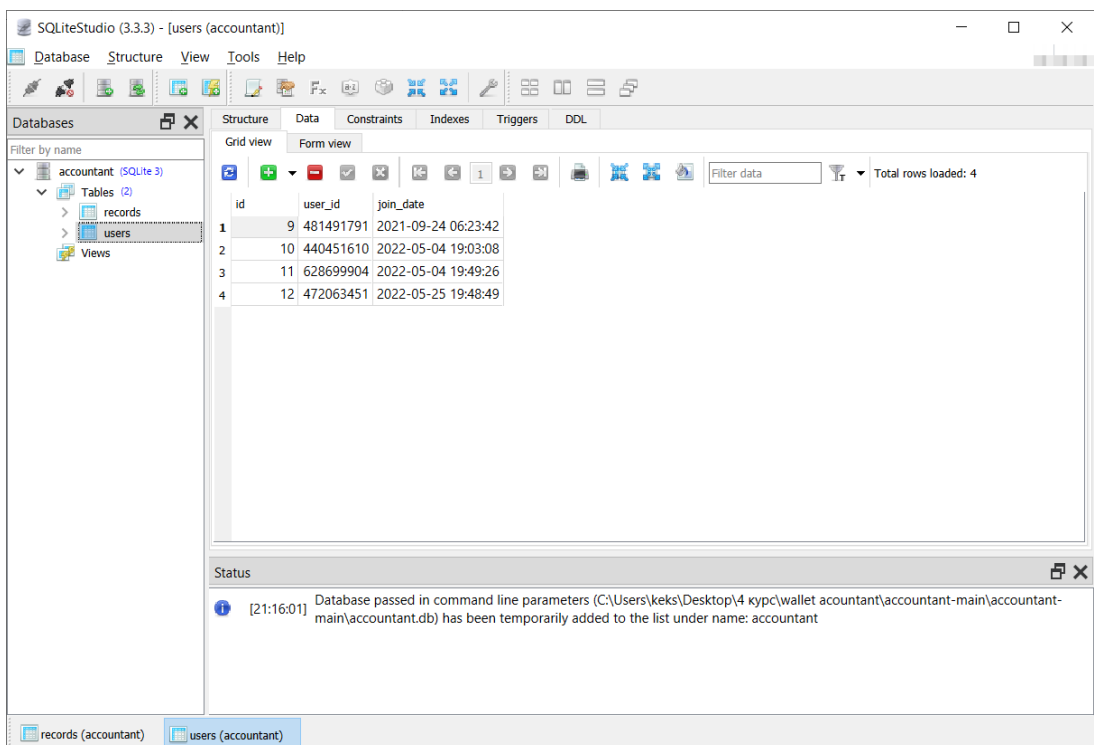 SQLiteStudio (3.3.3) - [users (accountant)]
Database Structure View Tools Help
Databases
Filter by name
accountant (SQLite 3)
Tables (2)
records
users
Views
Structure Data Constraints Indexes Triggers DDL
Grid view Form view
1 Filter data Total rows loaded: 4
id user_id join_date
1 9 481491791 2021-09-24 06:23:42
2 10 440451610 2022-05-04 19:03:08
3 11 628699904 2022-05-04 19:49:26
4 12 472063451 2022-05-25 19:48:49
Status
[21:16:01] Database passed in command line parameters (C:\Users\keks\Desktop\4 курс\wallet acountant\accountant-main\accountant-
main\accountant.db) has been temporarily added to the list under name: accountant
records (accountant) users (accountant)